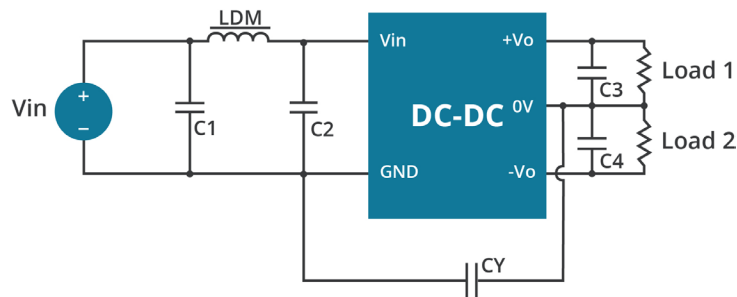 LDM
Vin
+
−
C1
C2
Vin
+Vo
DC-DC
0V
GND
-Vo
C3
C4
Load 1
Load 2
CY